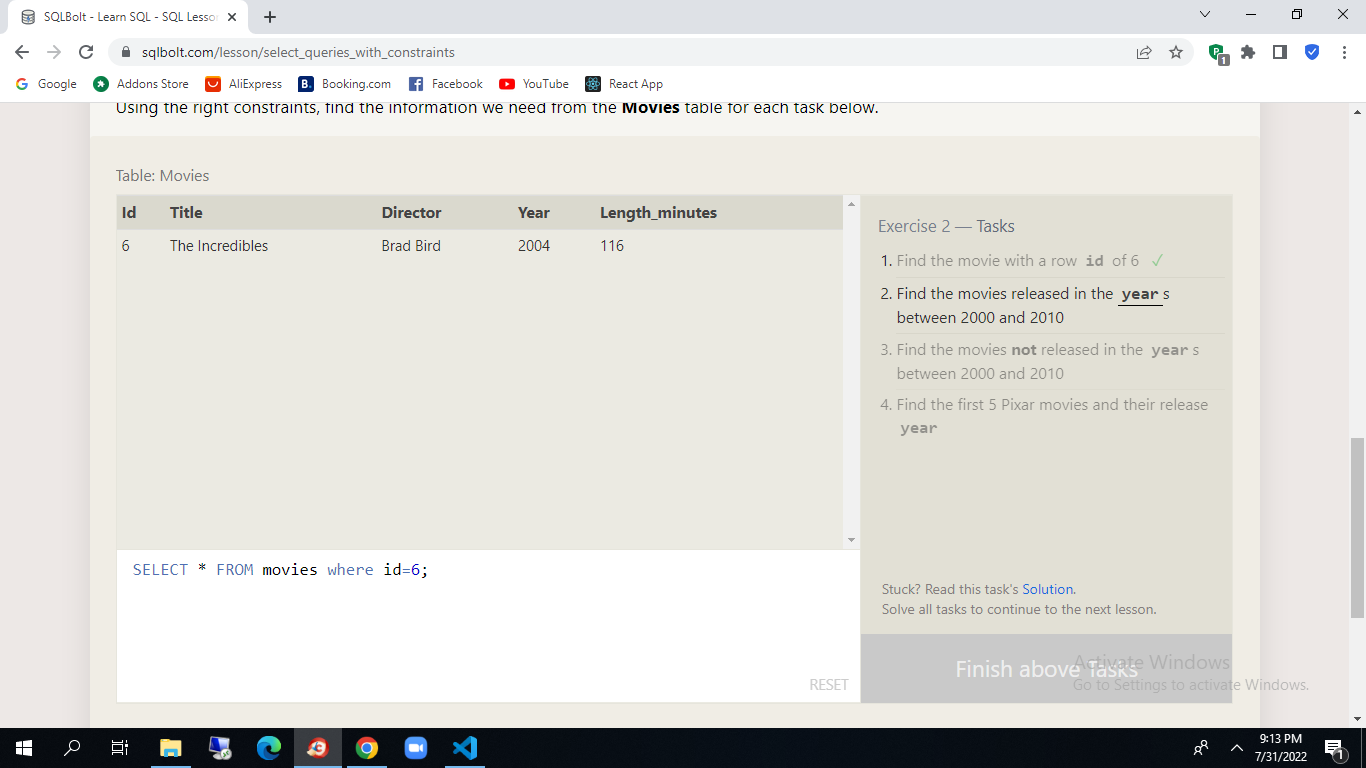 SQLBolt - Learn SQL - SQL Lesson
sqlbolt.com/lesson/select_queries_with_constraints
1
Google
Addons Store
B.
Booking.com
AliExpress
Facebook
YouTube
React App
Using the right constraints, find the information we need from the Movies table for each task below.
Table: Movies
Id Title Director Year Length_minutes
6 The Incredibles Brad Bird 2004 116
SELECT * FROM movies where id=6;
RESET
Exercise 2 — Tasks
1. Find the movie with a row id of 6 ✓
2. Find the movies released in the year s
between 2000 and 2010
3. Find the movies not released in the year s
between 2000 and 2010
4. Find the first 5 Pixar movies and their release
year
Stuck? Read this task's Solution.
Solve all tasks to continue to the next lesson.
Finish above Tasks
Activate Windows
Go to Settings to activate Windows.
9:13 PM
7/31/2022
1